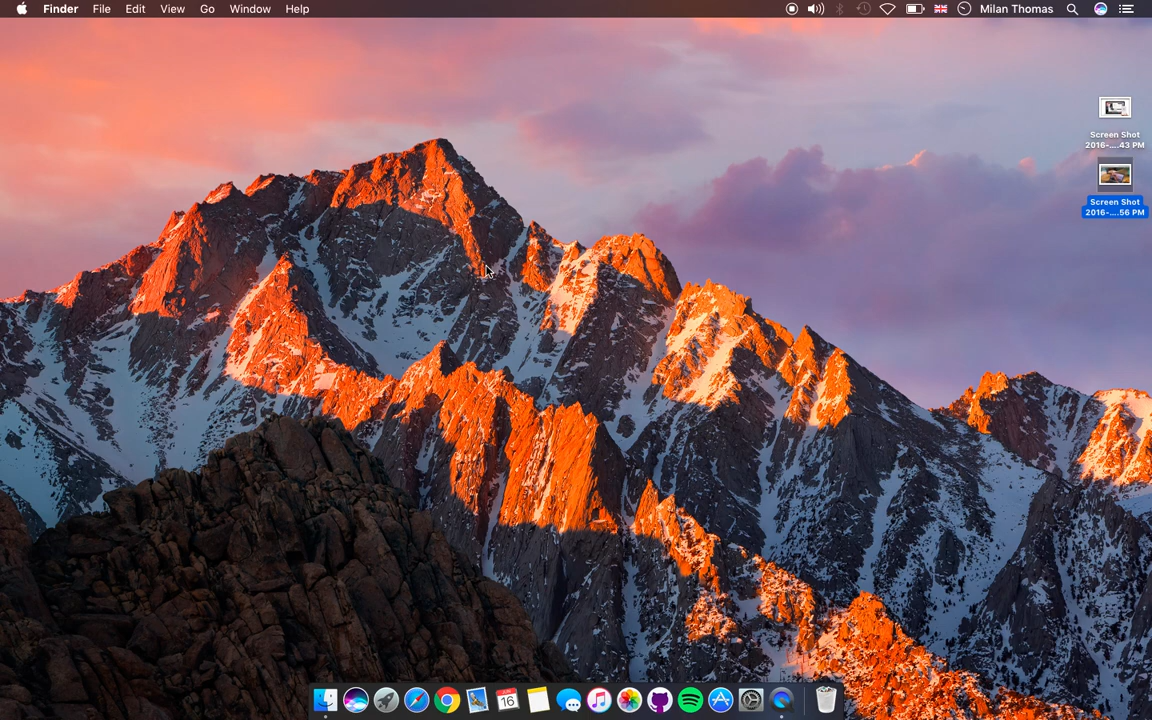 Finder File Edit View Go Window Help Milan Thomas
Screen Shot
2016-....43 PM
Screen Shot
2016-....56 PM
16